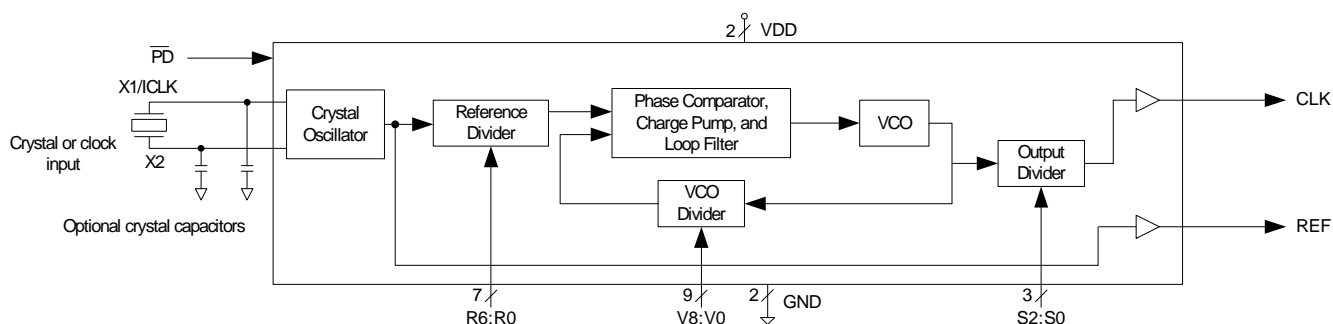 2 VDD
PD
X1/ICLK
Crystal
Oscillator
Reference
Divider
Phase Comparator,
Charge Pump, and
Loop Filter
VCO
CLK
Crystal or clock
input
X2
Output
Divider
VCO
Divider
Optional crystal capacitors
REF
7
9
2
GND
3
R6:R0
V8:V0
S2:S0